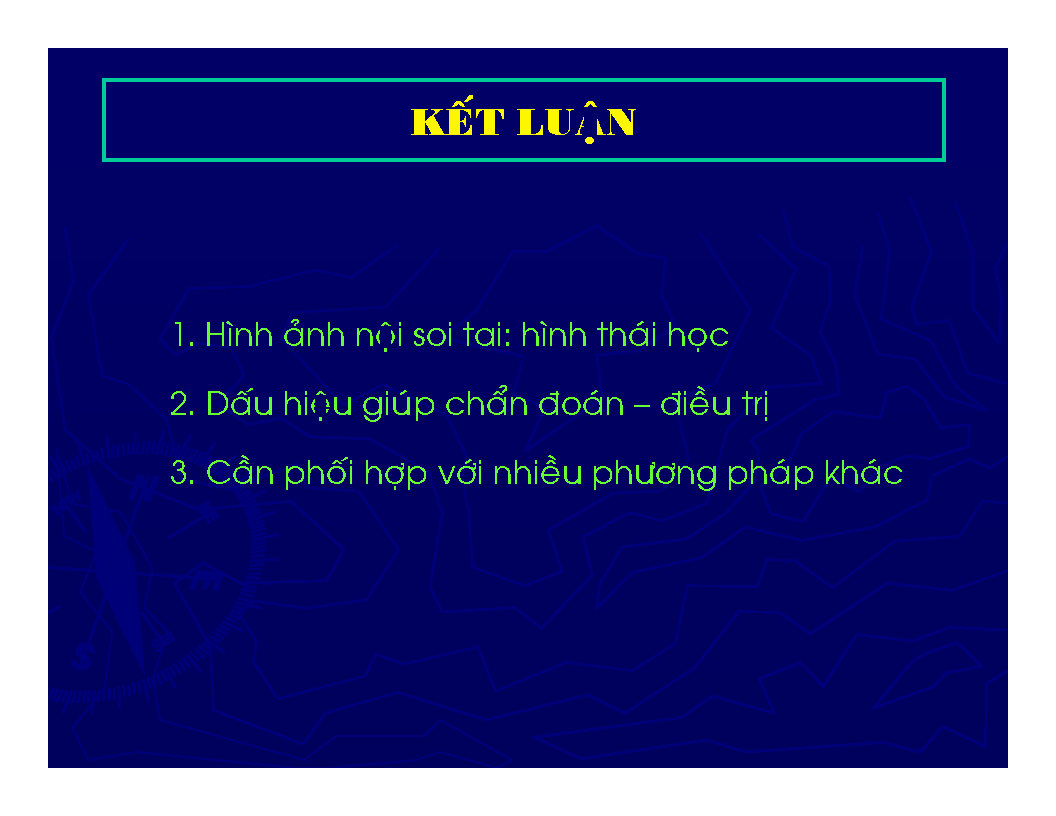 KẾT LUẬN
1. Hình ảnh nội soi tai: hình thái học
2. Dấu hiệu giúp chẩn đoán – điều trị
3. Cần phối hợp với nhiều phương pháp khác